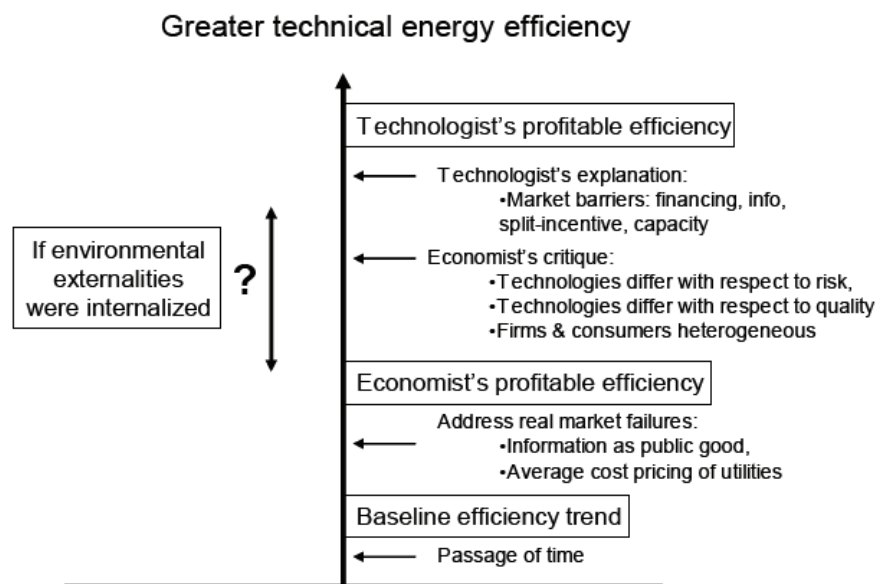 Greater technical energy efficiency
Technologist's profitable efficiency
Technologist's explanation:
•Market barriers: financing, info,
split-incentive, capacity
If environmental
externalities
were internalized
?
Economist's critique:
•Technologies differ with respect to risk,
•Technologies differ with respect to quality
•Firms & consumers heterogeneous
Economist's profitable efficiency
Address real market failures:
•Information as public good,
•Average cost pricing of utilities
Baseline efficiency trend
Passage of time